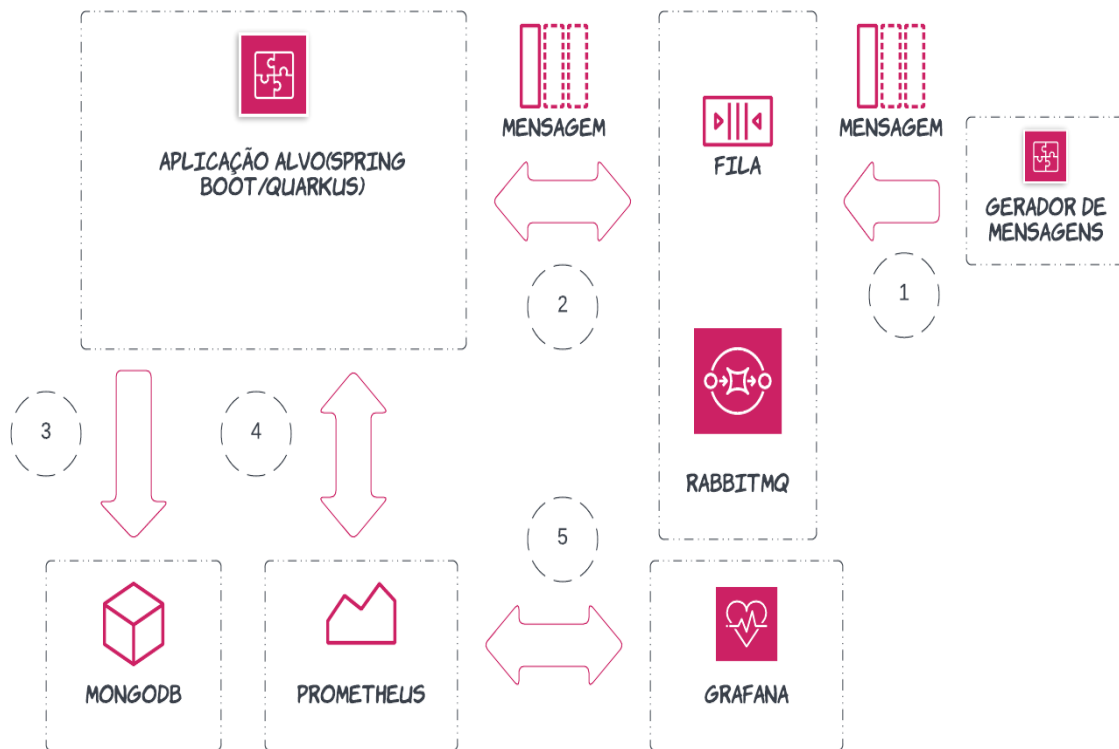 MENSAGEM
MENSAGEM
APLICAÇÃO ALVO(SPRING
BOOT/QUARKUS)
FILA
GERADOR DE
MENSAGENS
2
1
3
4
RABBITMQ
5
MONGODB
PROMETHEUS
GRAFANA